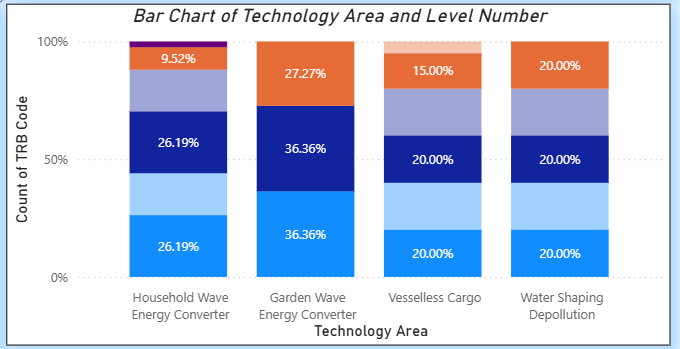 Bar Chart of Technology Area and Level Number
Count of TRB Code
100%
50%
0%
9.52%
26.19%
26.19%
27.27%
36.36%
36.36%
15.00%
20.00%
20.00%
20.00%
20.00%
20.00%
Household Wave
Energy Converter
Garden Wave
Energy Converter
Vesselless Cargo
Water Shaping
Depollution
Technology Area